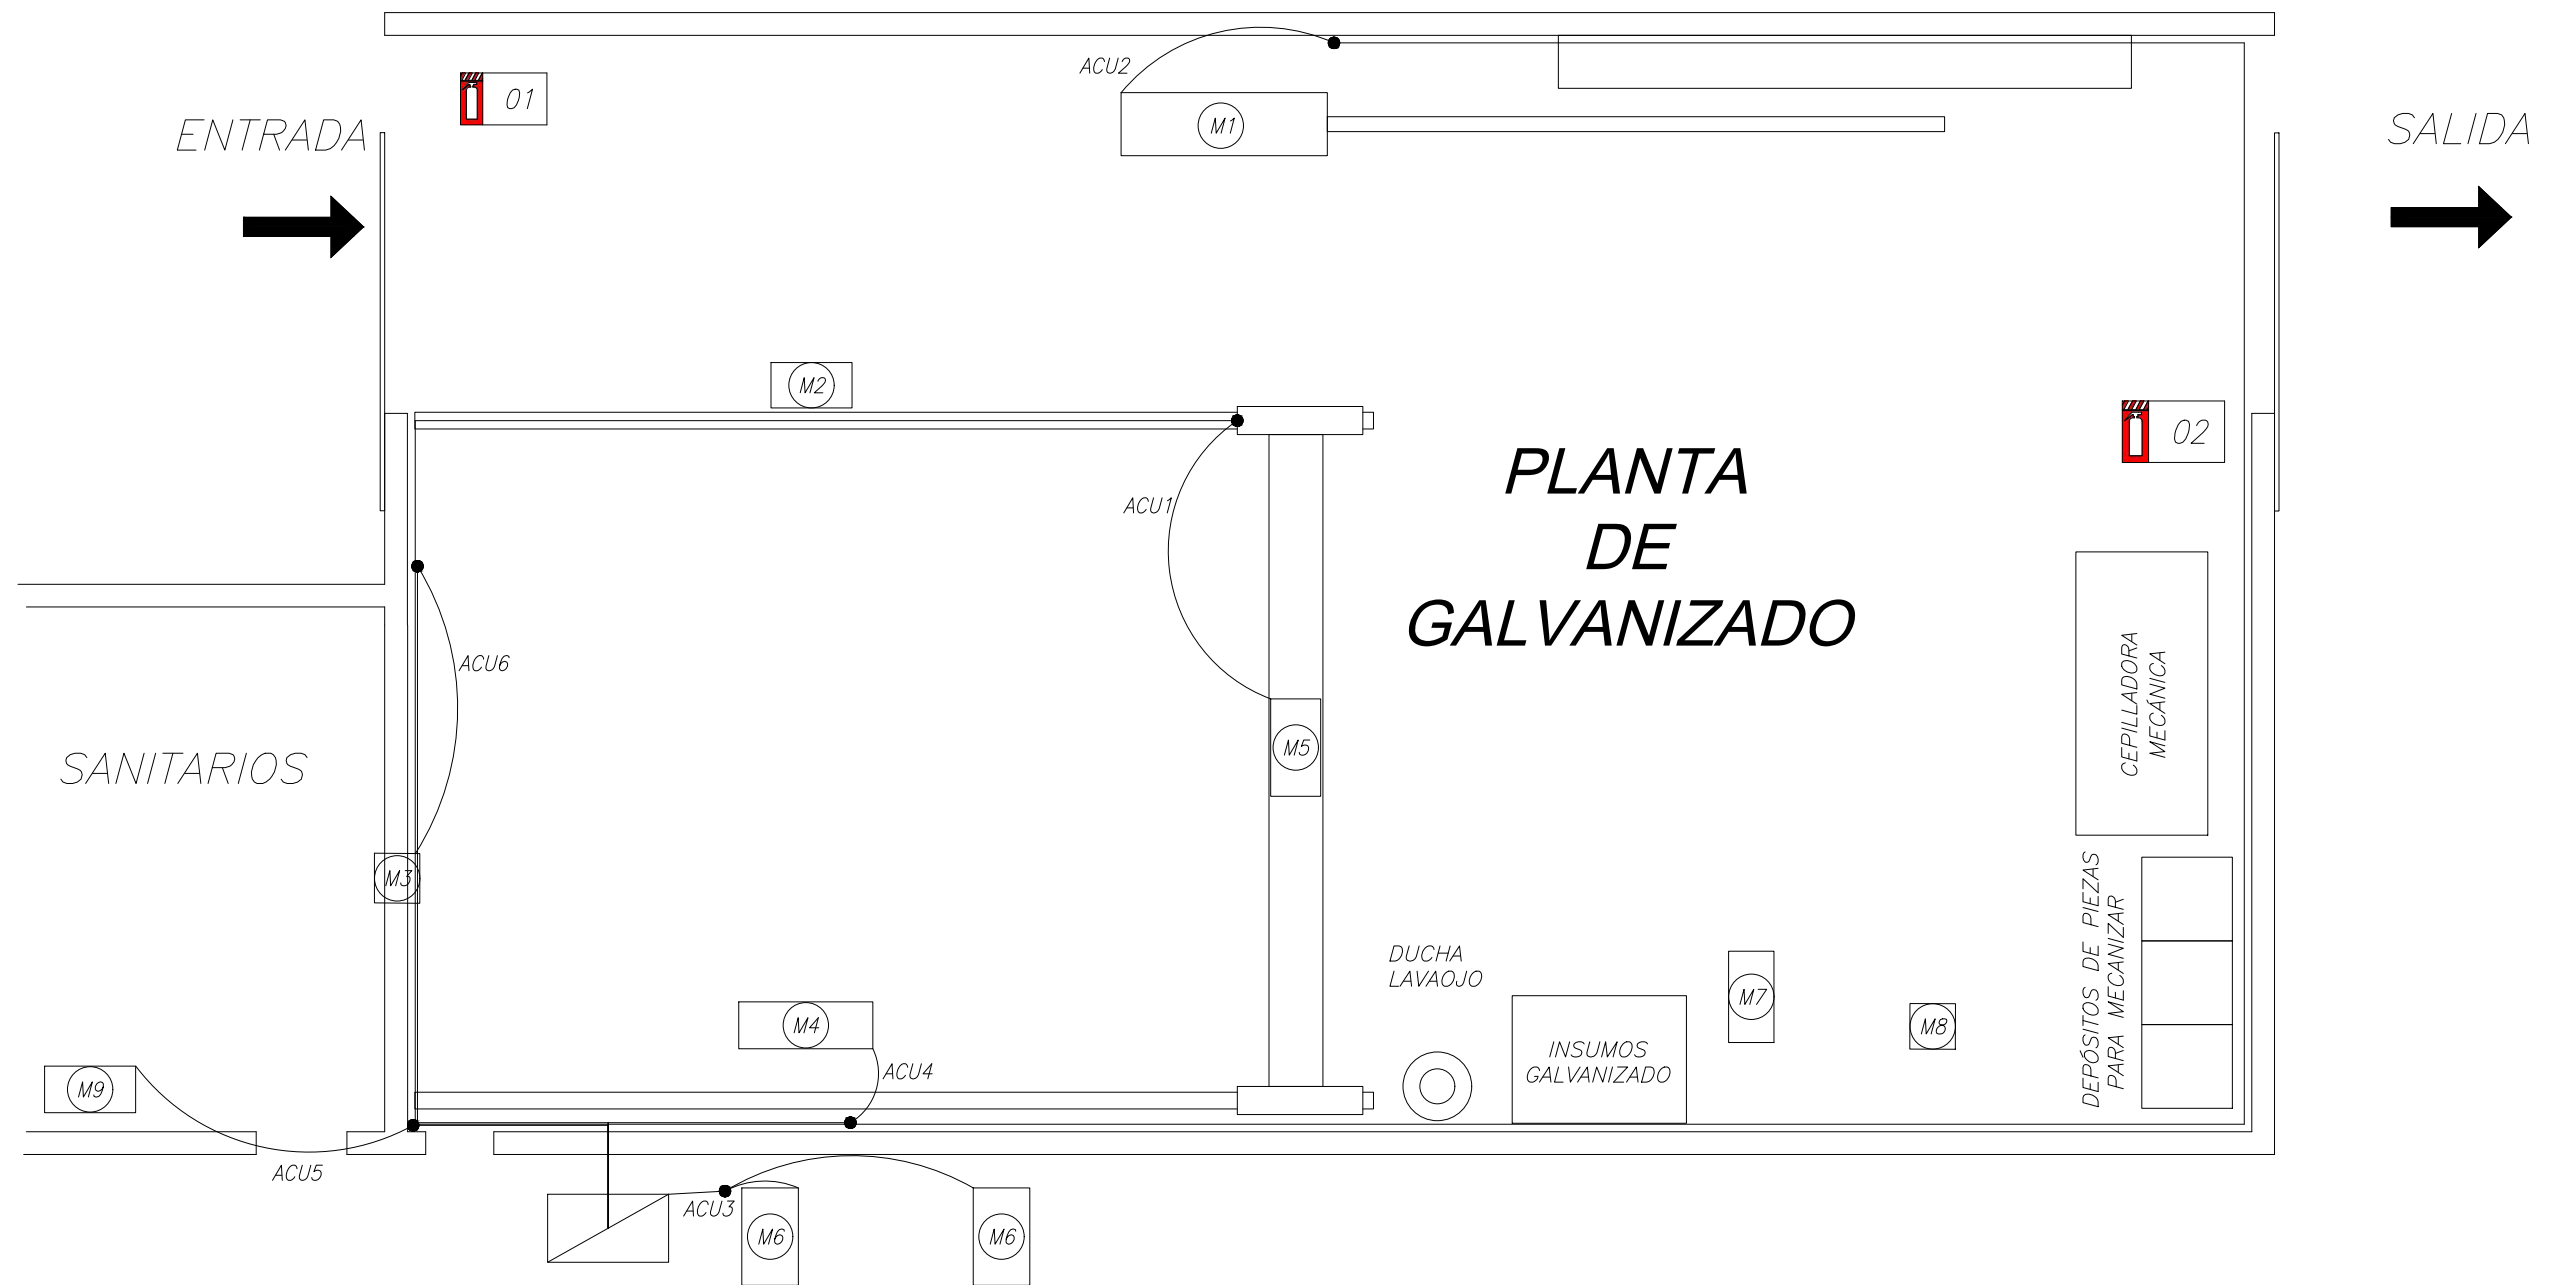 ACU2
01
M1
ENTRADA
SALIDA
M2
02
PLANTA
DE
GALVANIZADO
ACU1
ACU6
CEPILLADORA
MECÁNICA
M5
SANITARIOS
M3
DEPÓSITOS DE PIEZAS
PARA MECANIZAR
DUCHA
LAVAOJO
M7
M4
M8
INSUMOS
GALVANIZADO
ACU4
M9
ACU5
ACU3
M6
M6